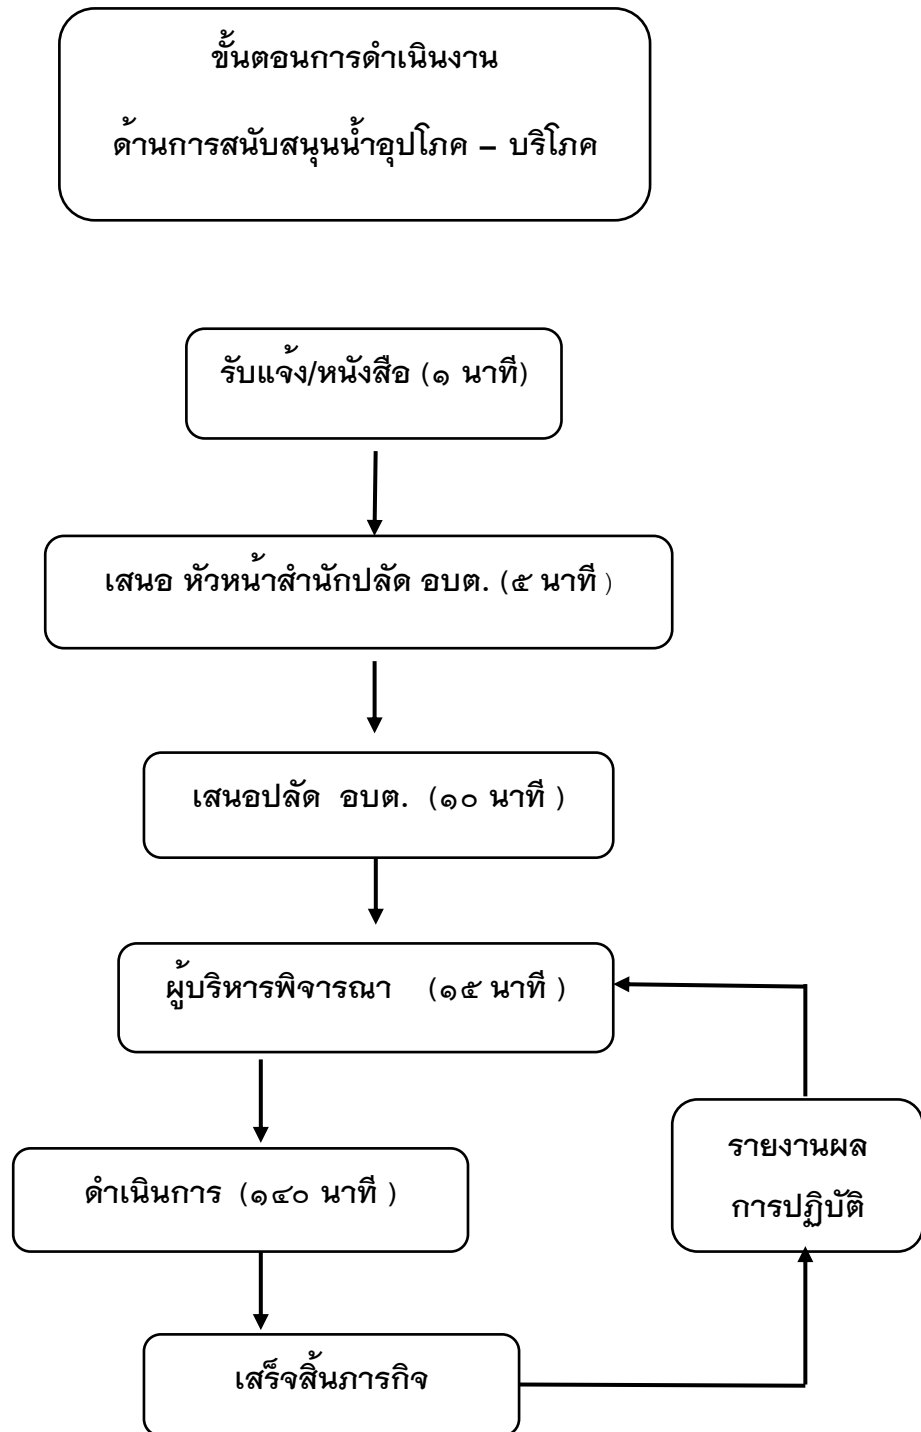 ขั้นตอนการดำเนินงาน
ด้านการสนับสนุนน้ำอุปโภค – บริโภค
รับแจ้ง/หนังสือ (๑ นาที)
เสนอ หัวหน้าสำนักปลัด อบต. (๕ นาที )
เสนอปลัด อบต. (๑๐ นาที )
ผู้บริหารพิจารณา (๑๕ นาที )
ดำเนินการ (๑๔๐ นาที )
รายงานผล
การปฏิบัติ
เสร็จสิ้นภารกิจ